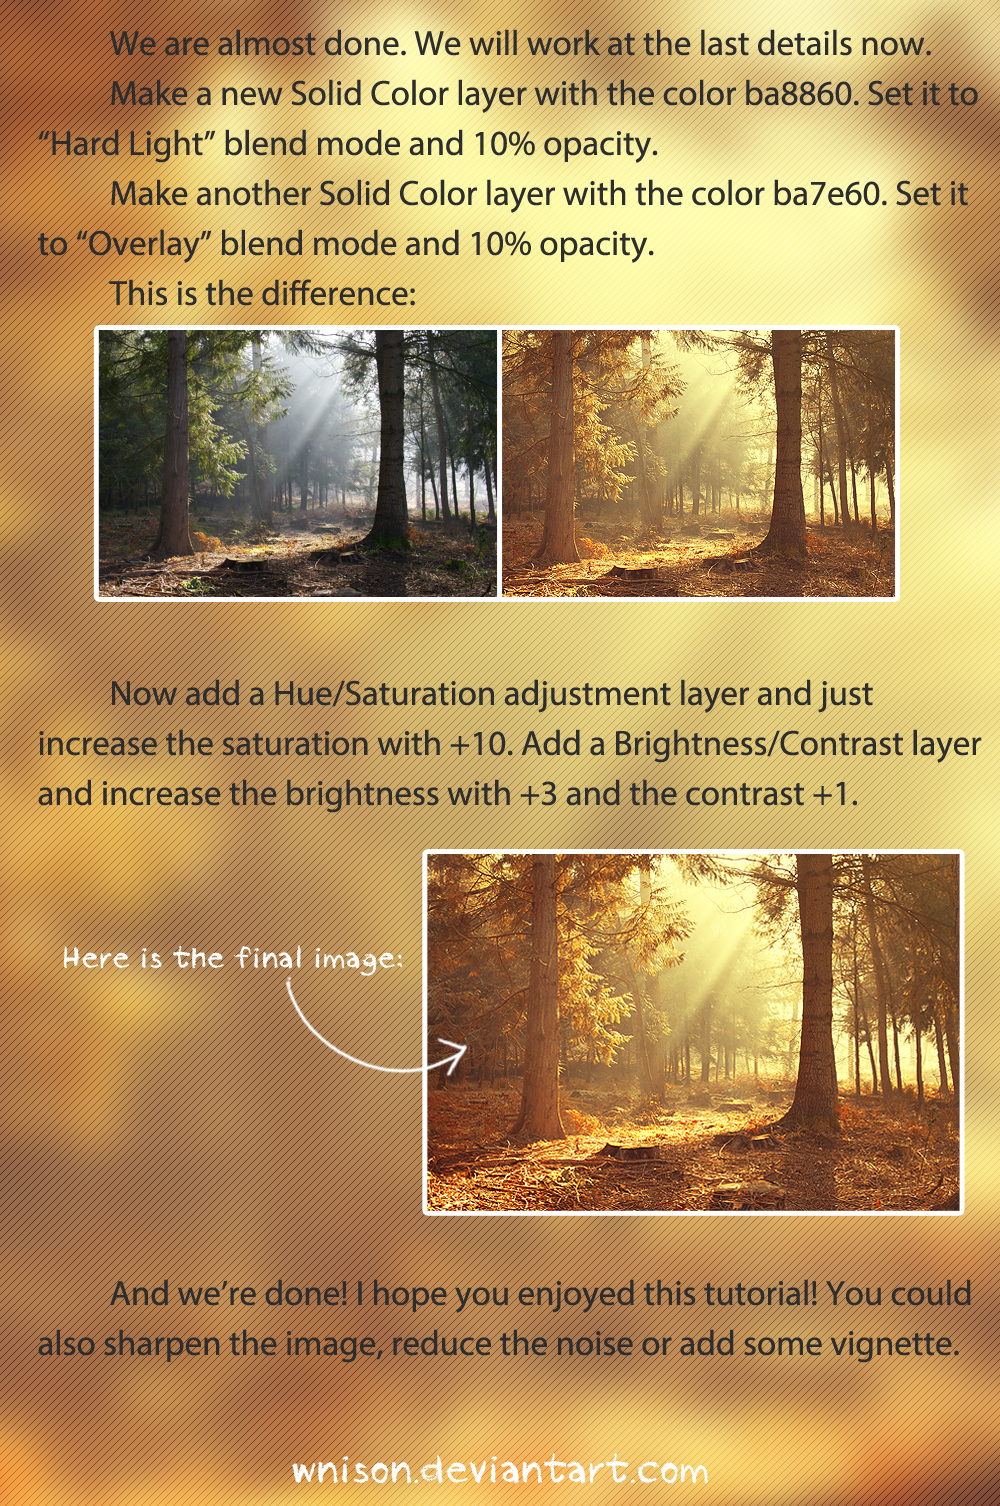 We are almost done. We will work at the last details now.
Make a new Solid Color layer with the color ba8860. Set it to
“Hard Light” blend mode and 10% opacity.
Make another Solid Color layer with the color ba7e60. Set it
to “Overlay” blend mode and 10% opacity.
This is the difference:
Now add a Hue/Saturation adjustment layer and just
increase the saturation with +10. Add a Brightness/Contrast layer
and increase the brightness with +3 and the contrast +1.
Here is the final image:
And we’re done! I hope you enjoyed this tutorial! You could
also sharpen the image, reduce the noise or add some vignette.
wnison.deviantart.com